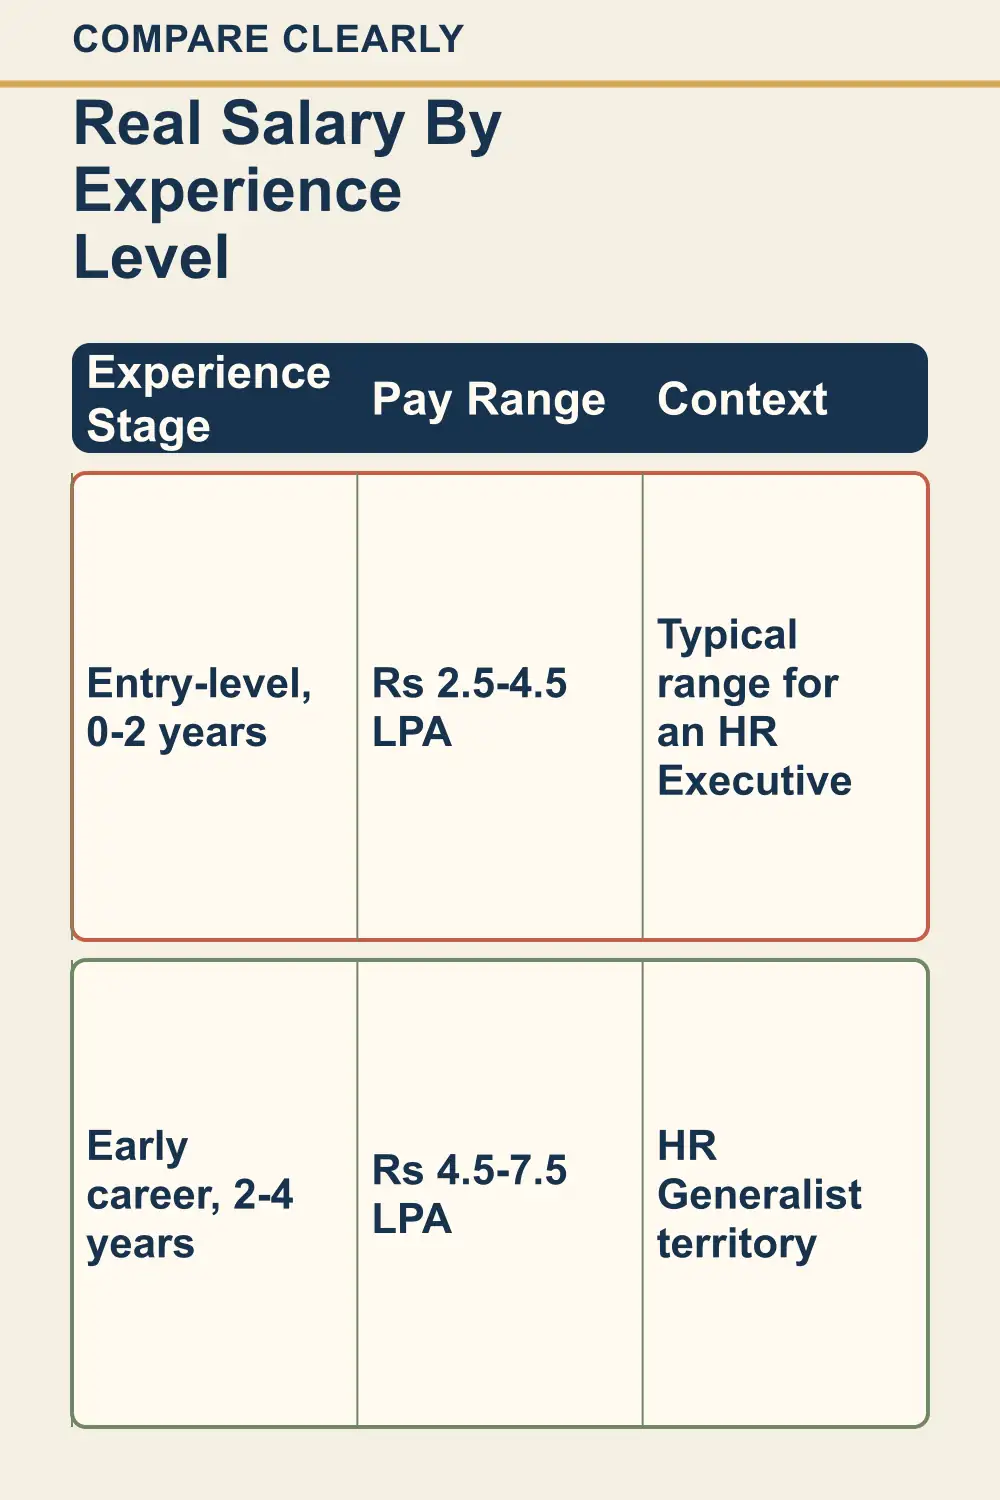 COMPARE CLEARLY
Real Salary By
Experience
Level
Experience
Stage
Pay Range
Context
Entry-level,
0-2 years
Rs 2.5-4.5
LPA
Typical
range for
an HR
Executive
Early
career, 2-4
years
Rs 4.5-7.5
LPA
HR
Generalist
territory